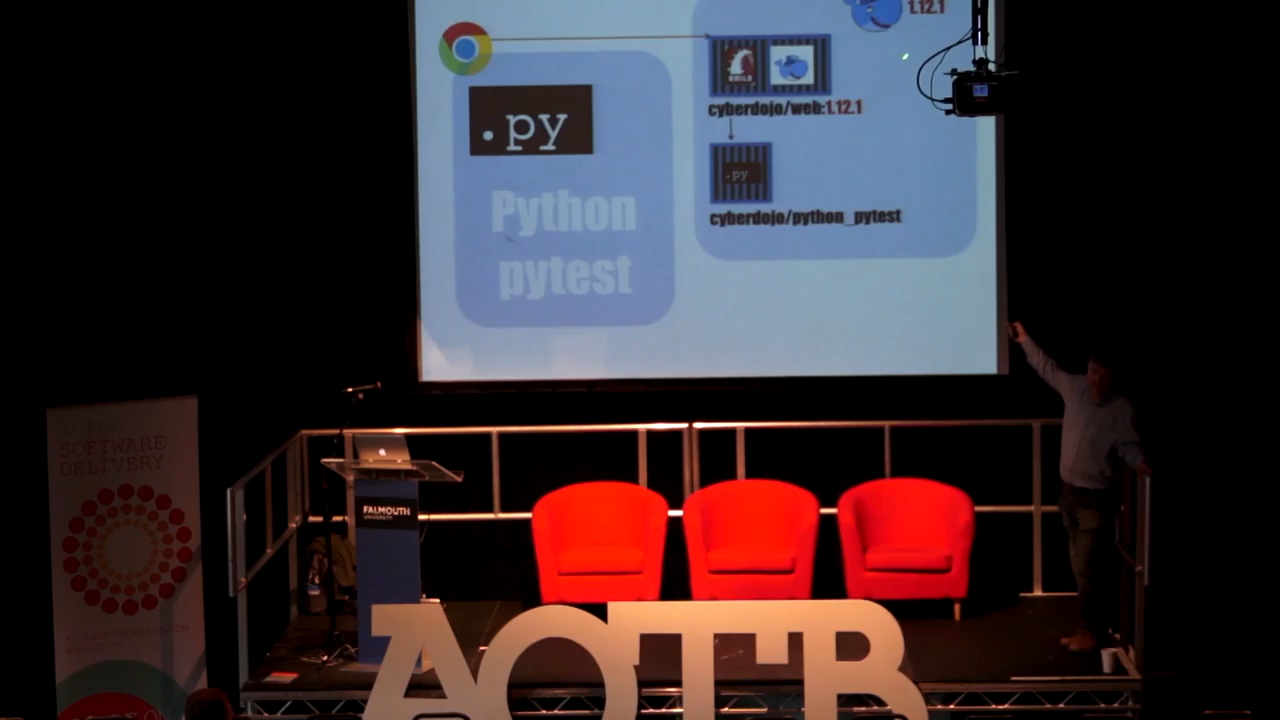 1.12.1
RAILS
cyberdojo/web:1.12.1
.py
.py
cyberdojo/python_pytest
Python
pytest
SOFTWARE
DELIVERY
FALMOUTH
UNIVERSITY
AOTB